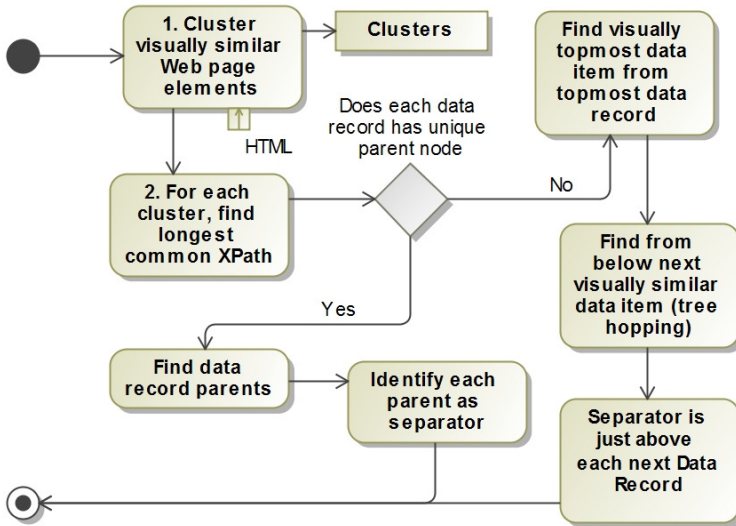 1. Cluster
visually similar
Web page
elements
Clusters
HTML
Find visually
topmost data
item from
topmost data
record
Does each data
record has unique
parent node
2. For each
cluster, find
longest
common XPath
No
Yes
Find from
below next
visually similar
data item (tree
hopping)
Find data
record parents
Identify each
parent as
separator
Separator is
just above
each next Data
Record